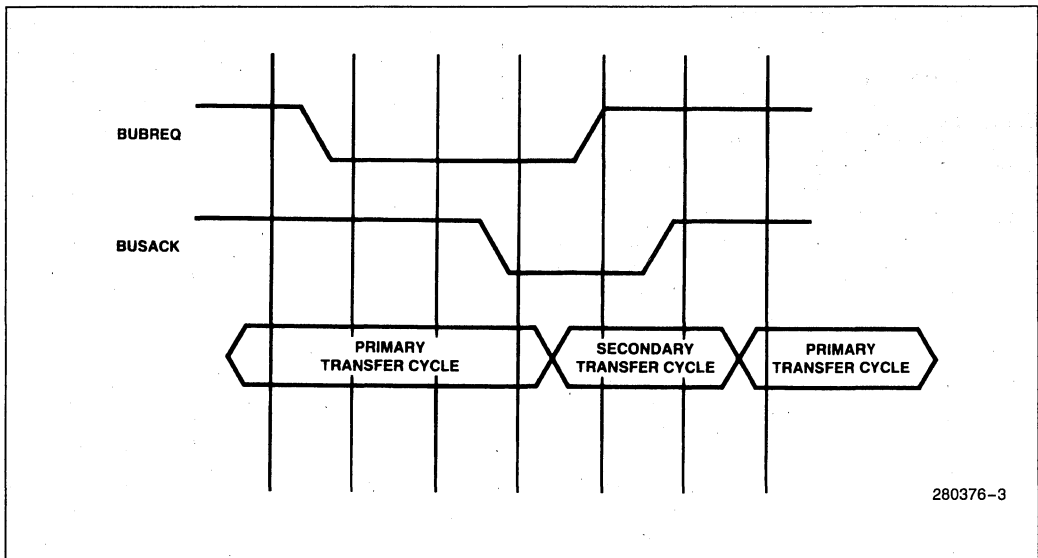 BUBREQ
BUSACK
PRIMARY
TRANSFER CYCLE
SECONDARY
TRANSFER CYCLE
PRIMARY
TRANSFER CYCLE
280376-3